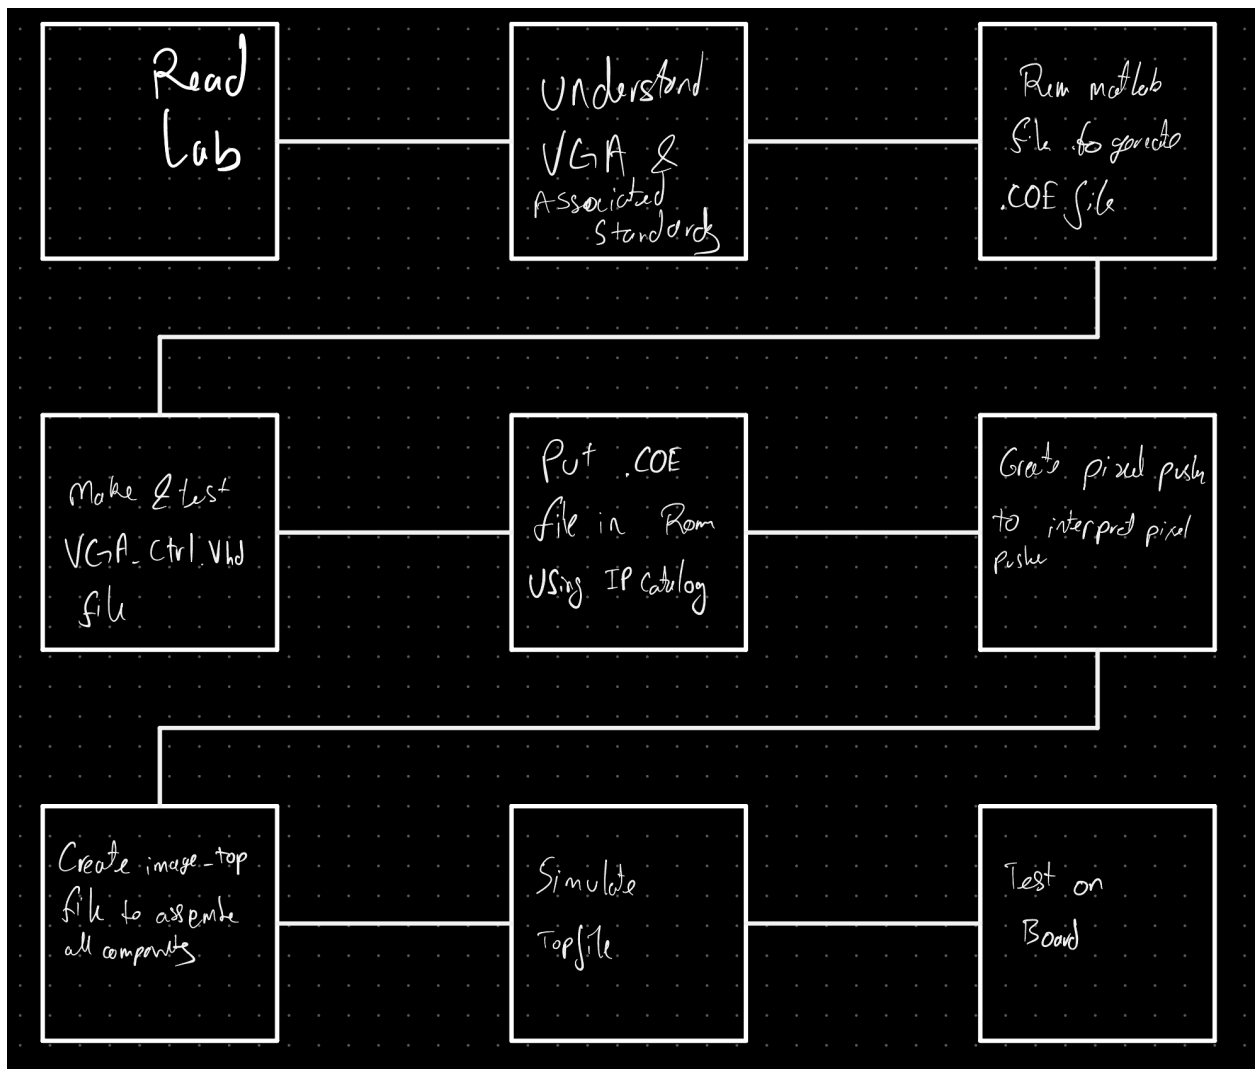 Read
Lab
Understand
VGA &
Associated
Standards
Run matlab
file to generate
.COE file
Make & test
VGA_Ctrl.Vhd
file
Put .COE
file in Rom
Using IP Catalog
Create pixel pusher
to interpret pixel
pusher
Create image_top
file to assemble
all components
Simulate
Top file
Test on
Board